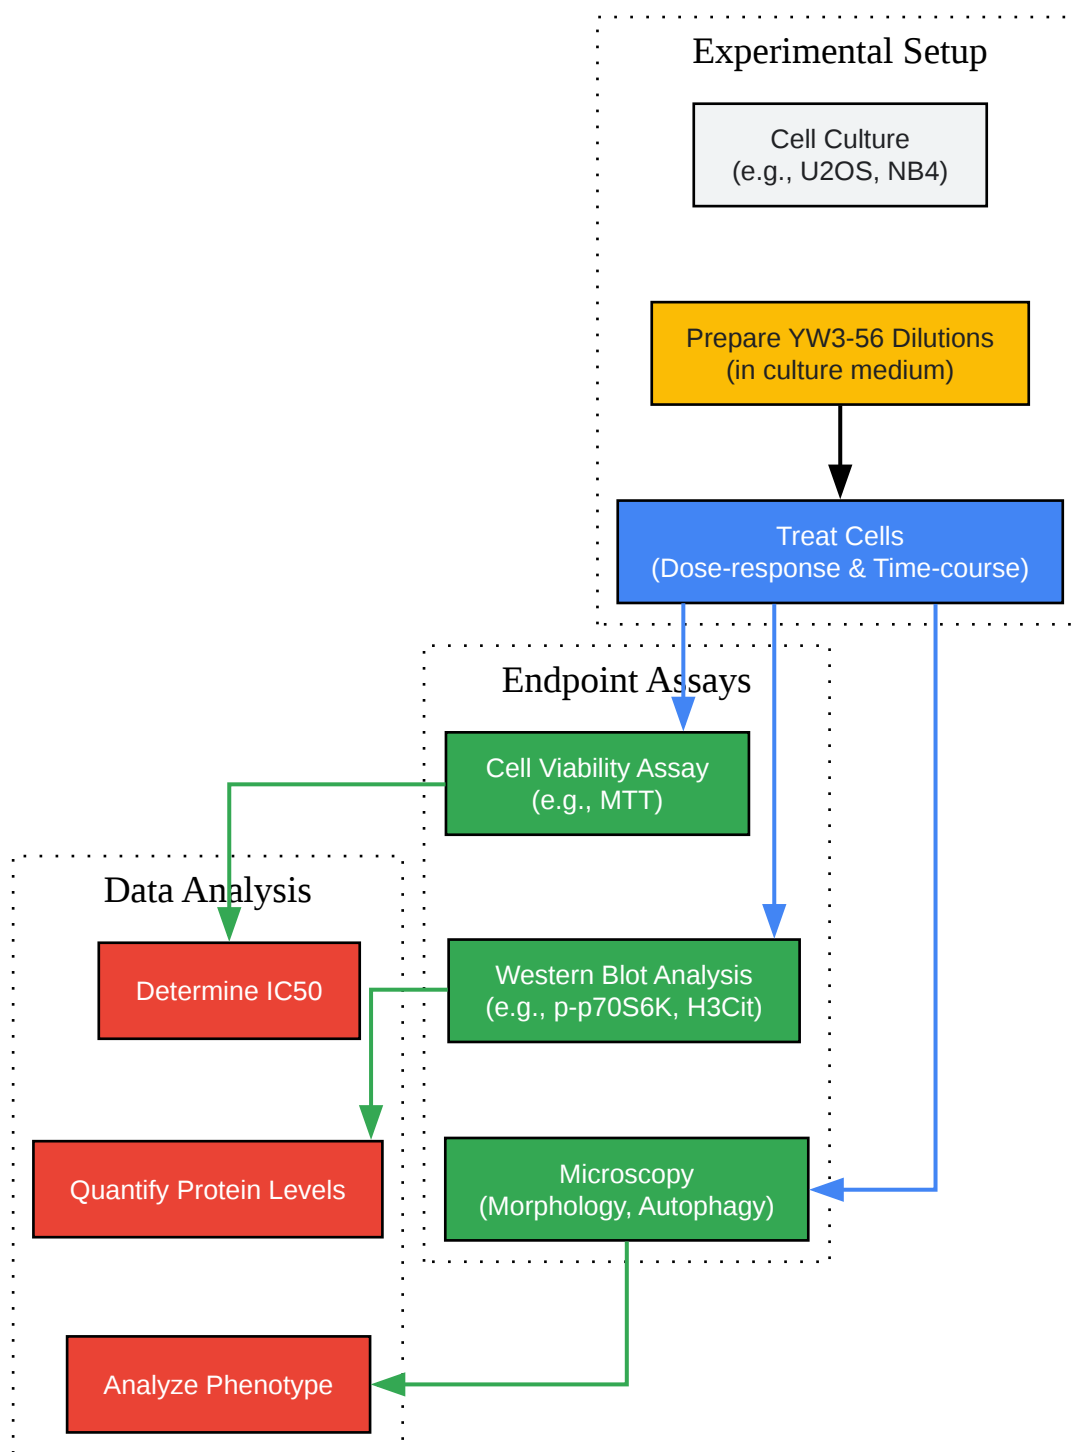 Experimental Setup
Cell Culture
(e.g., U2OS, NB4)
Prepare YW3-56 Dilutions
(in culture medium)
Treat Cells
(Dose-response & Time-course)
Endpoint Assays
Cell Viability Assay
(e.g., MTT)
Western Blot Analysis
(e.g., p-p70S6K, H3Cit)
Microscopy
(Morphology, Autophagy)
Data Analysis
Determine IC50
Quantify Protein Levels
Analyze Phenotype